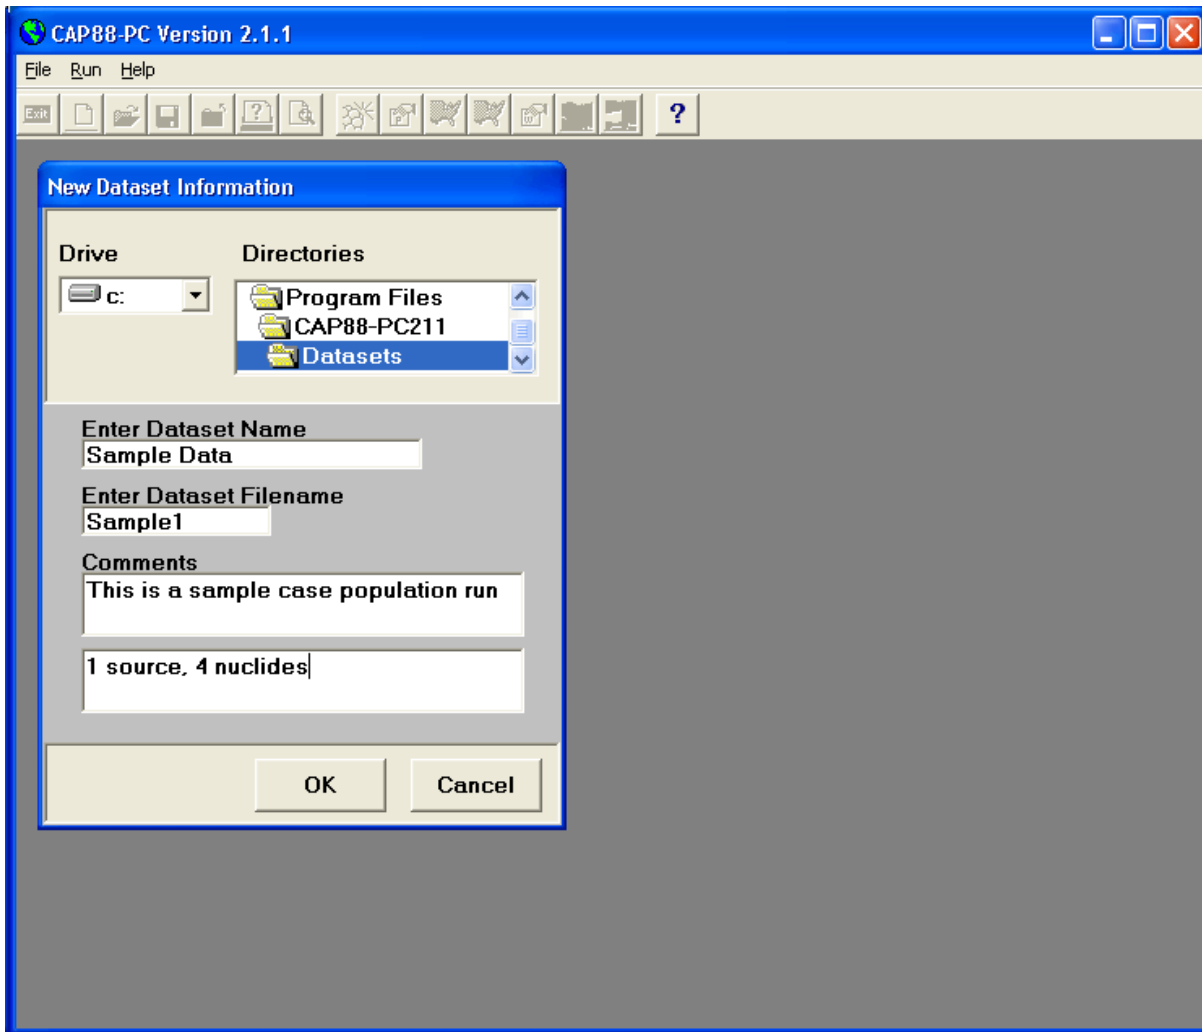 CAP88-PC Version 2.1.1
File Run Help
Exit ?
New Dataset Information
Drive Directories
c: Program Files
CAP88-PC211
Datasets
Enter Dataset Name
Sample Data
Enter Dataset Filename
Sample1
Comments
This is a sample case population run
1 source, 4 nuclides
OK Cancel